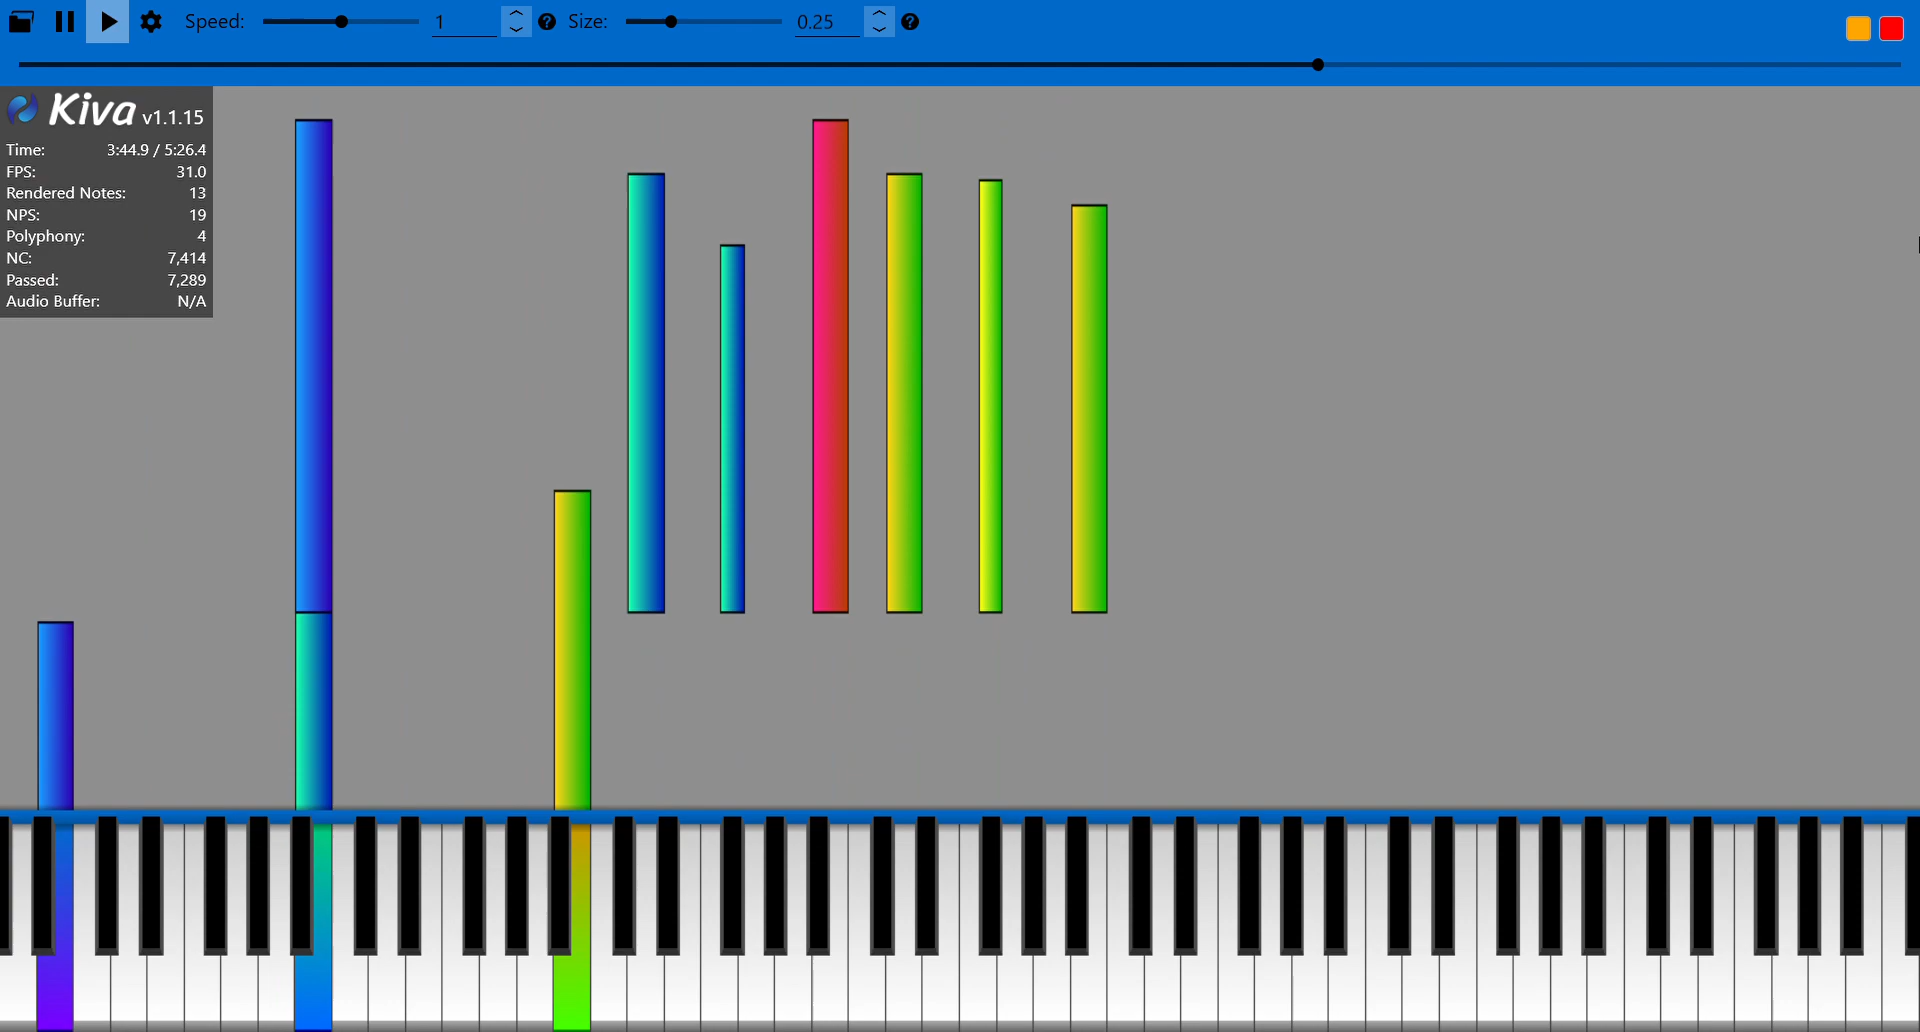 Speed: 1 Size: 0.25
Kiva v1.1.15
Time: 3:44.9 / 5:26.4
FPS: 31.0
Rendered Notes: 13
NPS: 19
Polyphony: 4
NC: 7,414
Passed: 7,289
Audio Buffer: N/A